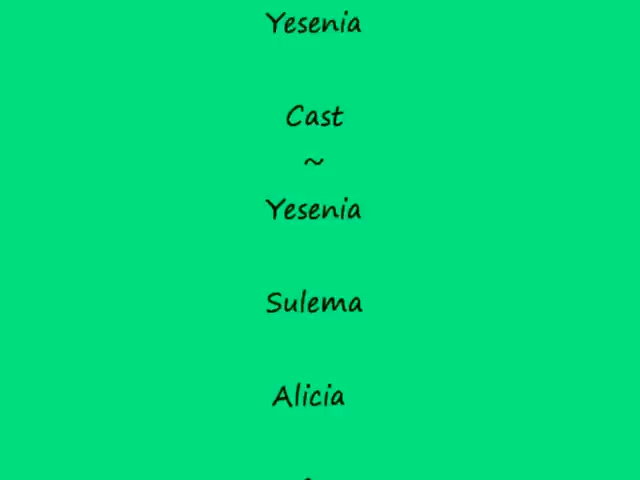 Yesenia
Cast
~
Yesenia
Sulema
Alicia